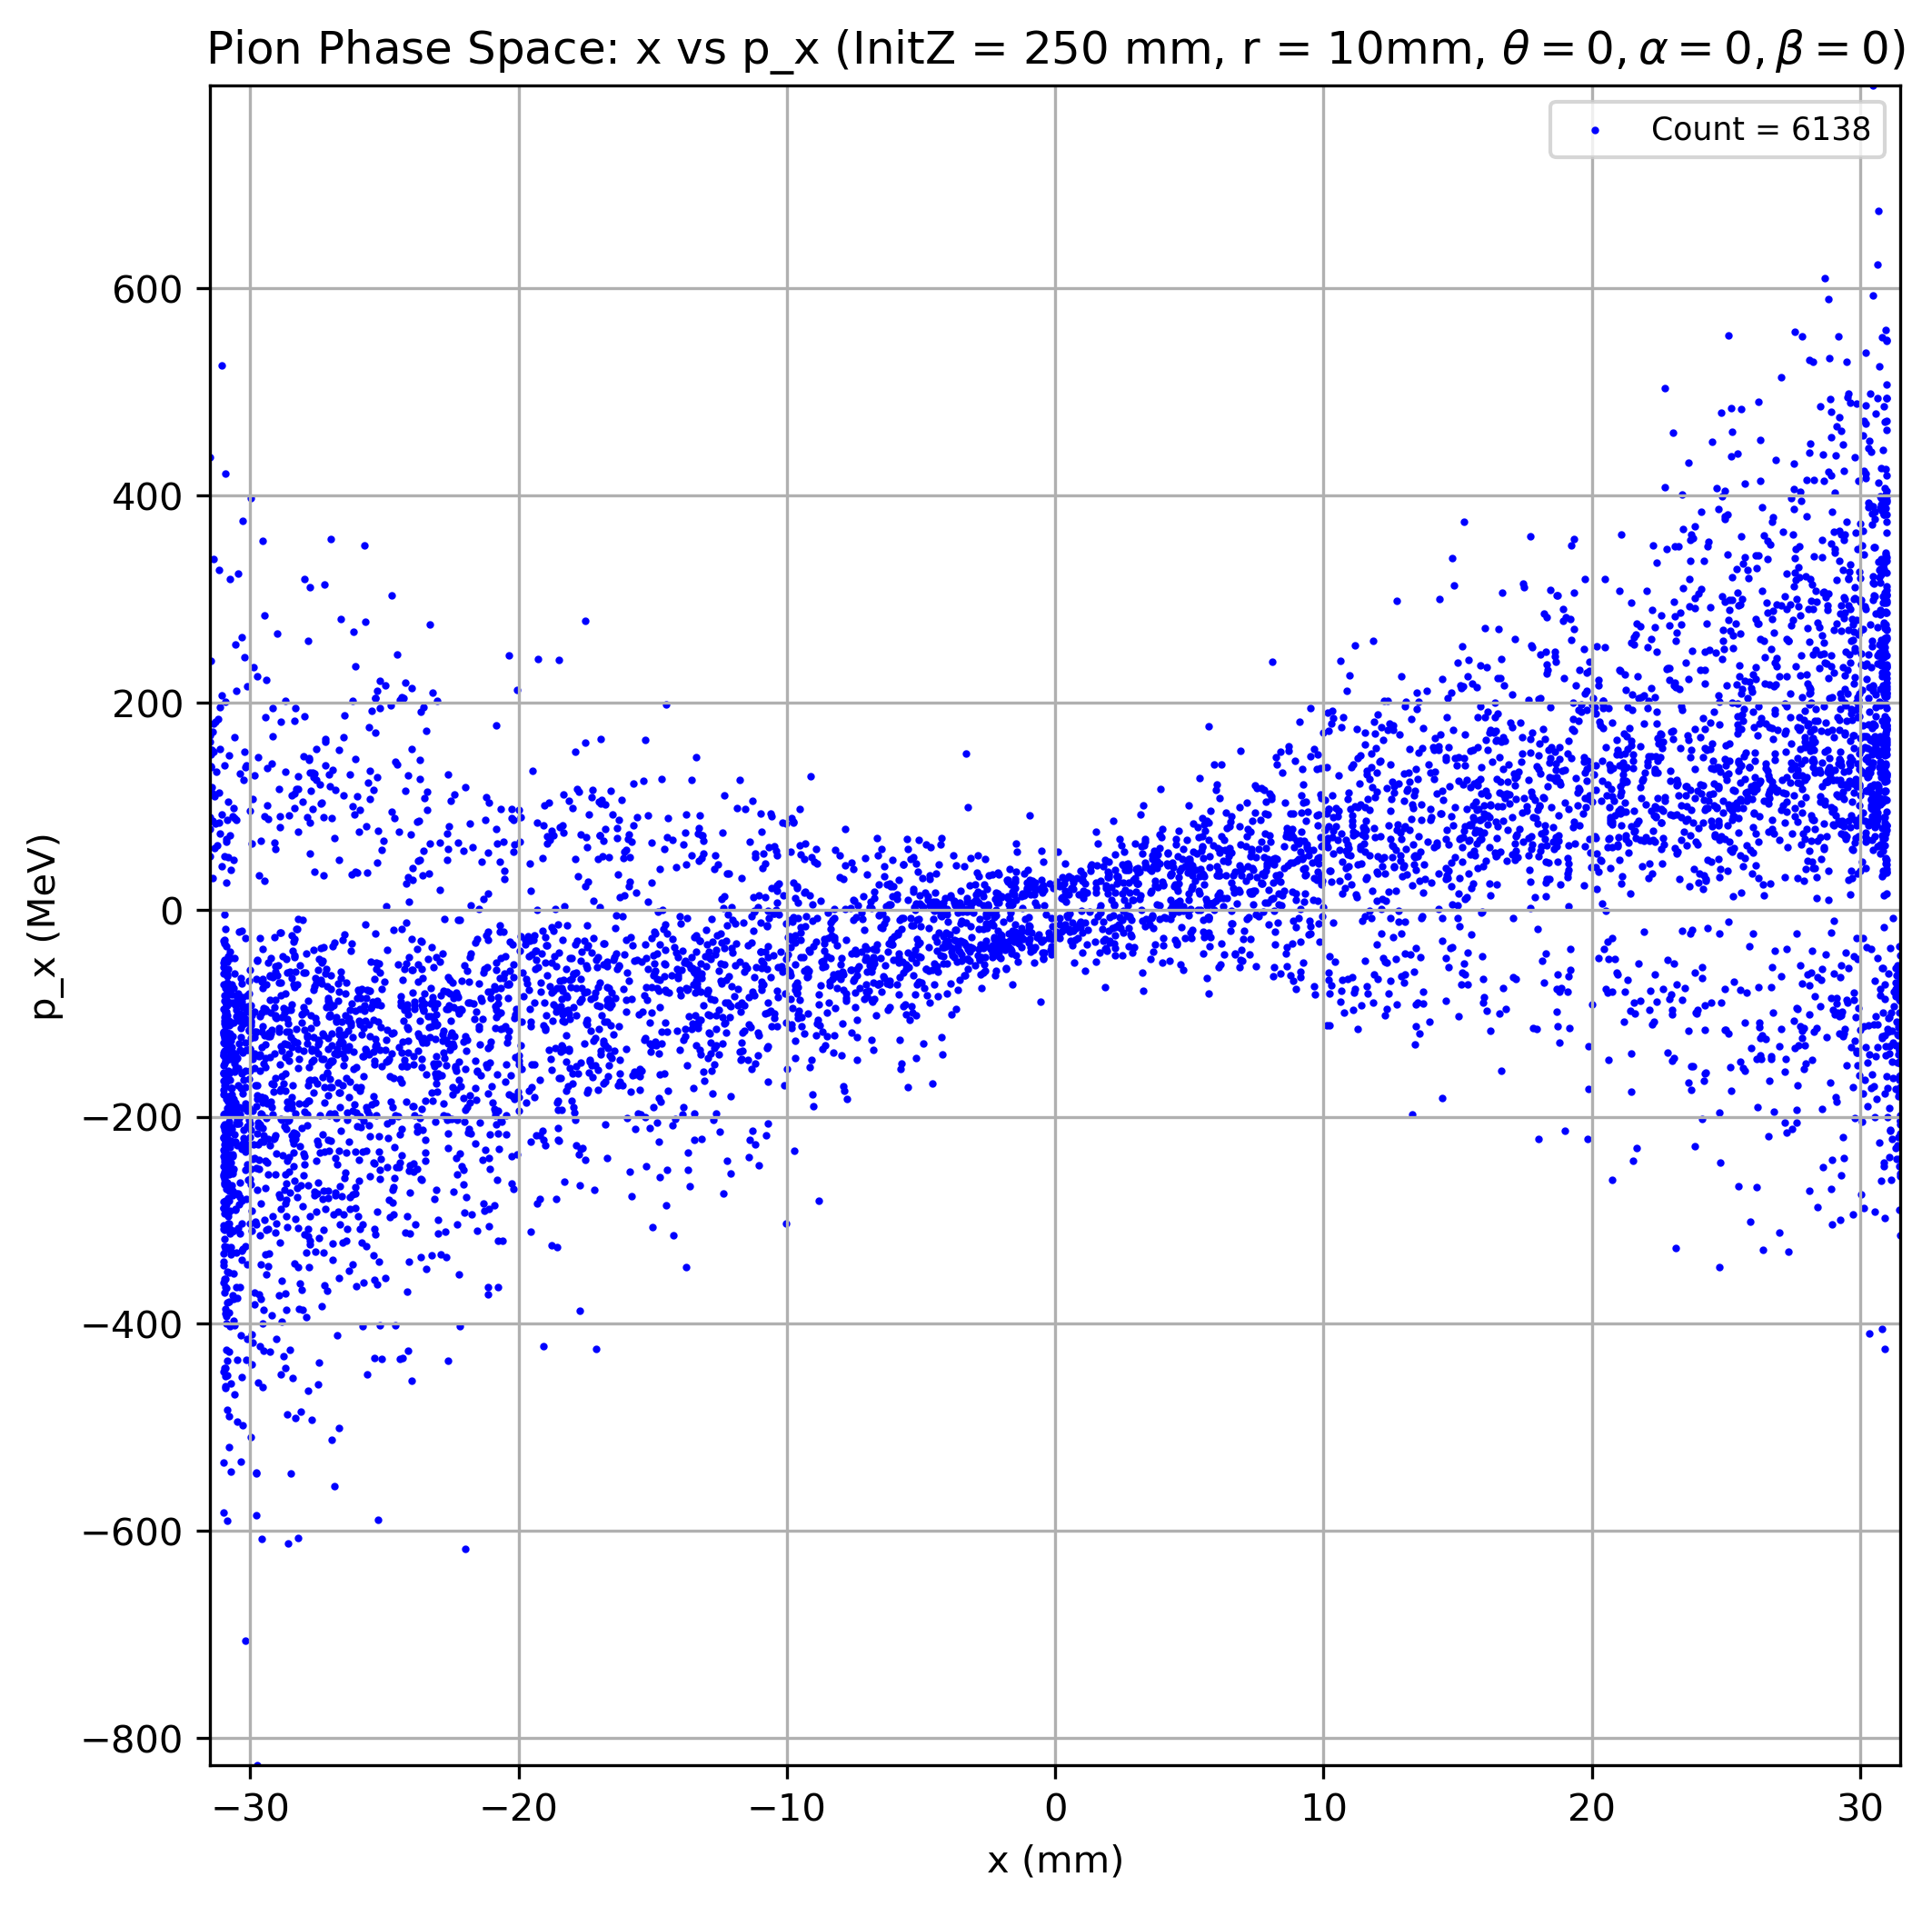 Pion Phase Space: x vs p_x (InitZ = 250 mm, r = 10mm, θ = 0, α = 0, β = 0)
Count = 6138
600
400
200
0
−200
−400
−600
−800
p_x (MeV)
−30 −20 −10 0 10 20 30
x (mm)